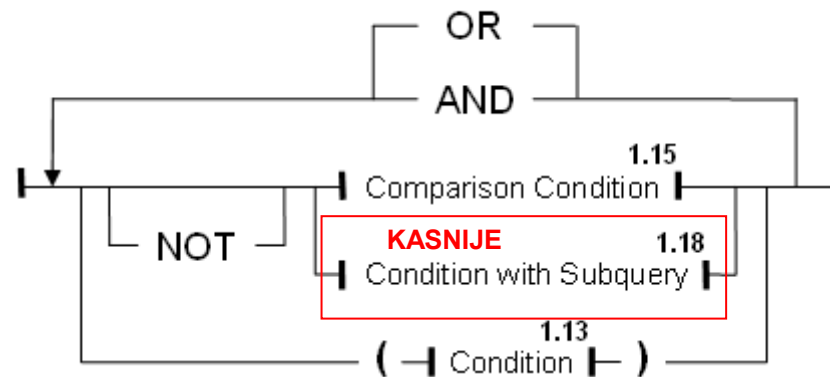 OR
AND
1.15
Comparison Condition
NOT
KASNIJE 1.18
Condition with Subquery
1.13
( Condition )